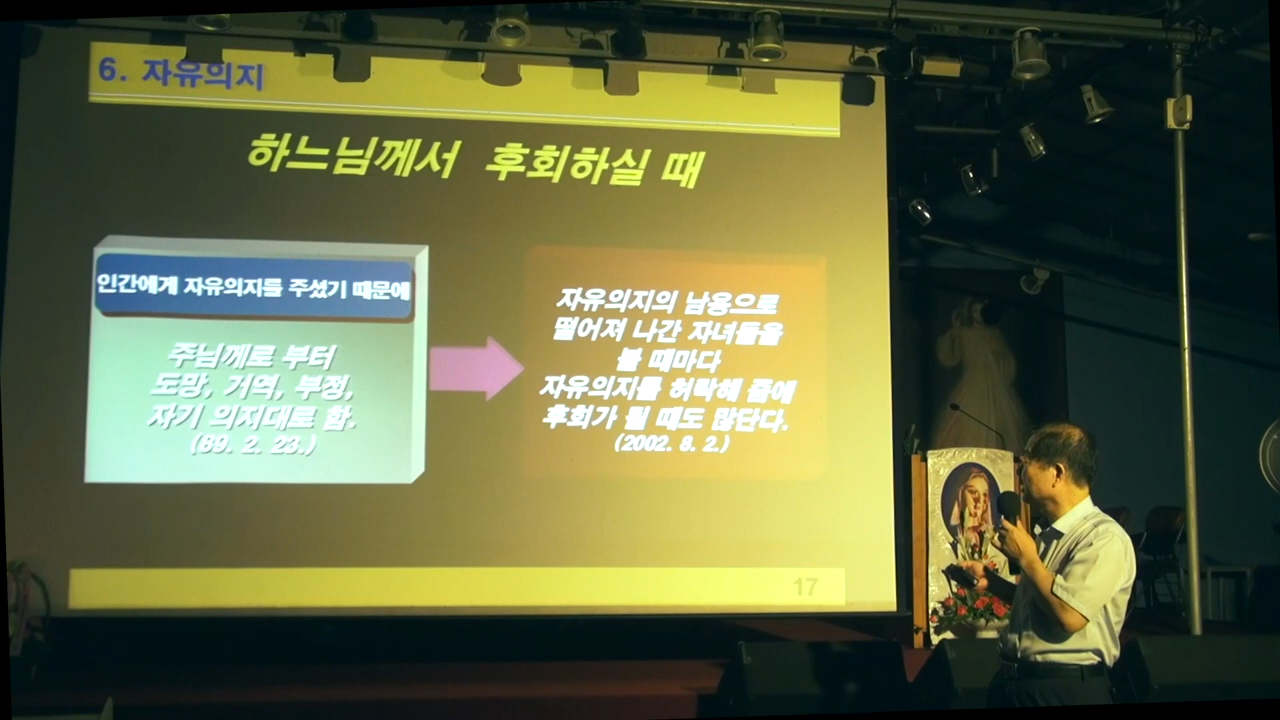 6. 자유의지
하느님께서 후회하실 때
인간에게 자유의지를 주셨기 때문에
주님께로 부터
도망, 거역, 부정,
자기 의지대로 함.
(89. 2. 23.)
자유의지의 남용으로
떨어져 나간 자녀들을
볼 때마다
자유의지를 허락해 줌에
후회가 될 때도 많단다.
(2002. 8. 2.)
17